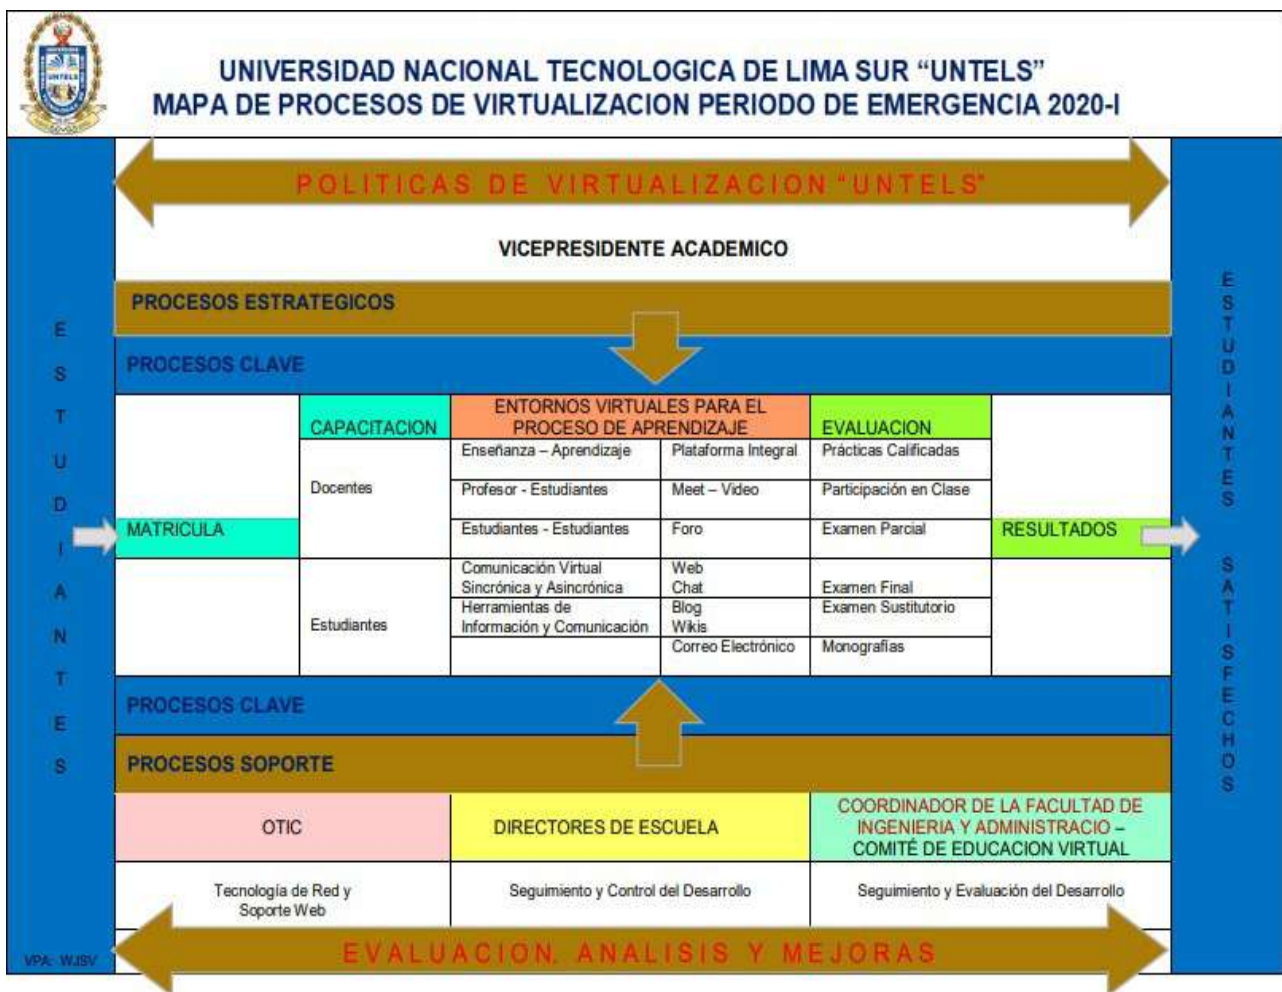 UNTELS
UNIVERSIDAD NACIONAL TECNOLOGICA DE LIMA SUR “UNTELS”
MAPA DE PROCESOS DE VIRTUALIZACION PERIODO DE EMERGENCIA 2020-I
POLITICAS DE VIRTUALIZACION “UNTELS”
VICEPRESIDENTE ACADEMICO
PROCESOS ESTRATEGICOS
PROCESOS CLAVE
ESTUDIANTES
CAPACITACION
ENTORNOS VIRTUALES PARA EL
PROCESO DE APRENDIZAJE
EVALUACION
Enseñanza – Aprendizaje
Plataforma Integral
Prácticas Calificadas
Docentes
Profesor - Estudiantes
Meet – Video
Participación en Clase
MATRICULA
Estudiantes - Estudiantes
Foro
Examen Parcial
RESULTADOS
Comunicación Virtual
Sincrónica y Asincrónica
Web
Chat
Examen Final
Estudiantes
Herramientas de
Información y Comunicación
Blog
Wikis
Examen Sustitutorio
Correo Electrónico
Monografías
ESTUDIANTES SATISFECHOS
PROCESOS CLAVE
PROCESOS SOPORTE
OTIC
DIRECTORES DE ESCUELA
COORDINADOR DE LA FACULTAD DE
INGENIERIA Y ADMINISTRACIO –
COMITÉ DE EDUCACION VIRTUAL
Tecnología de Red y
Soporte Web
Seguimiento y Control del Desarrollo
Seguimiento y Evaluación del Desarrollo
EVALUACION, ANALISIS Y MEJORAS
VPA: WJSV